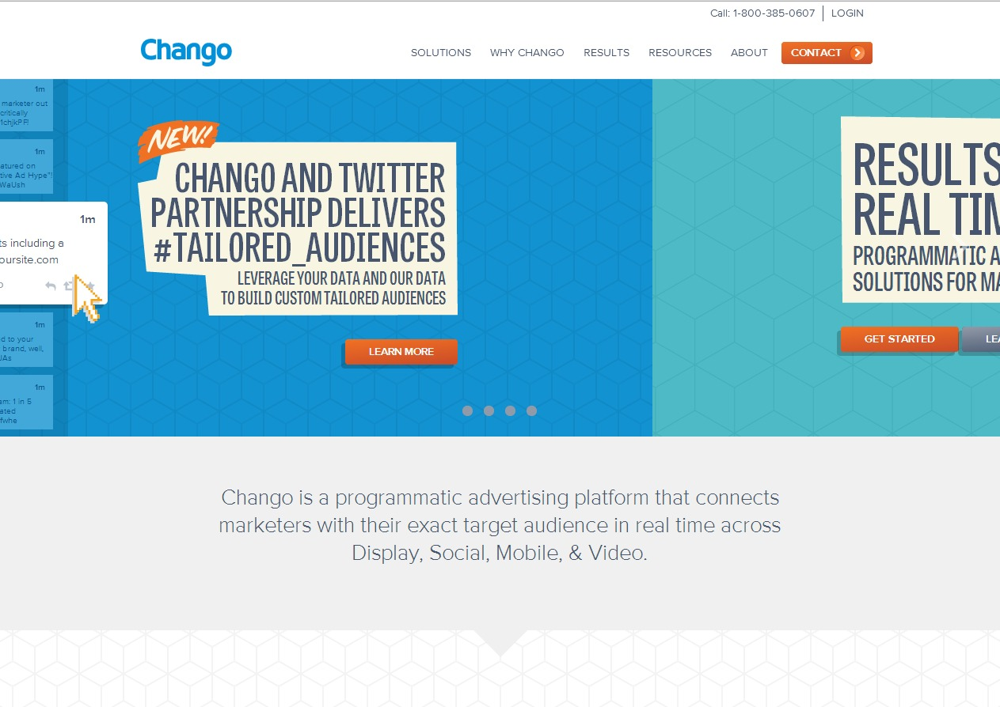 Call: 1-800-385-0607
LOGIN
Chango
SOLUTIONS
WHY CHANGO
RESULTS
RESOURCES
ABOUT
CONTACT
1m
marketer out
critically
1chjkPF!
1m
atured on
tive Ad Hype"!
WaUsh
1m
ts including a
oursite.com
1m
d to your
brand, well,
JAs
1m
am: 1 in 5
ated
fwhe
NEW!
CHANGO AND TWITTER
PARTNERSHIP DELIVERS
#TAILORED_AUDIENCES
LEVERAGE YOUR DATA AND OUR DATA
TO BUILD CUSTOM TAILORED AUDIENCES
LEARN MORE
RESULTS
REAL TIM
PROGRAMMATIC A
SOLUTIONS FOR MA
GET STARTED
LEA
Chango is a programmatic advertising platform that connects
marketers with their exact target audience in real time across
Display, Social, Mobile, & Video.